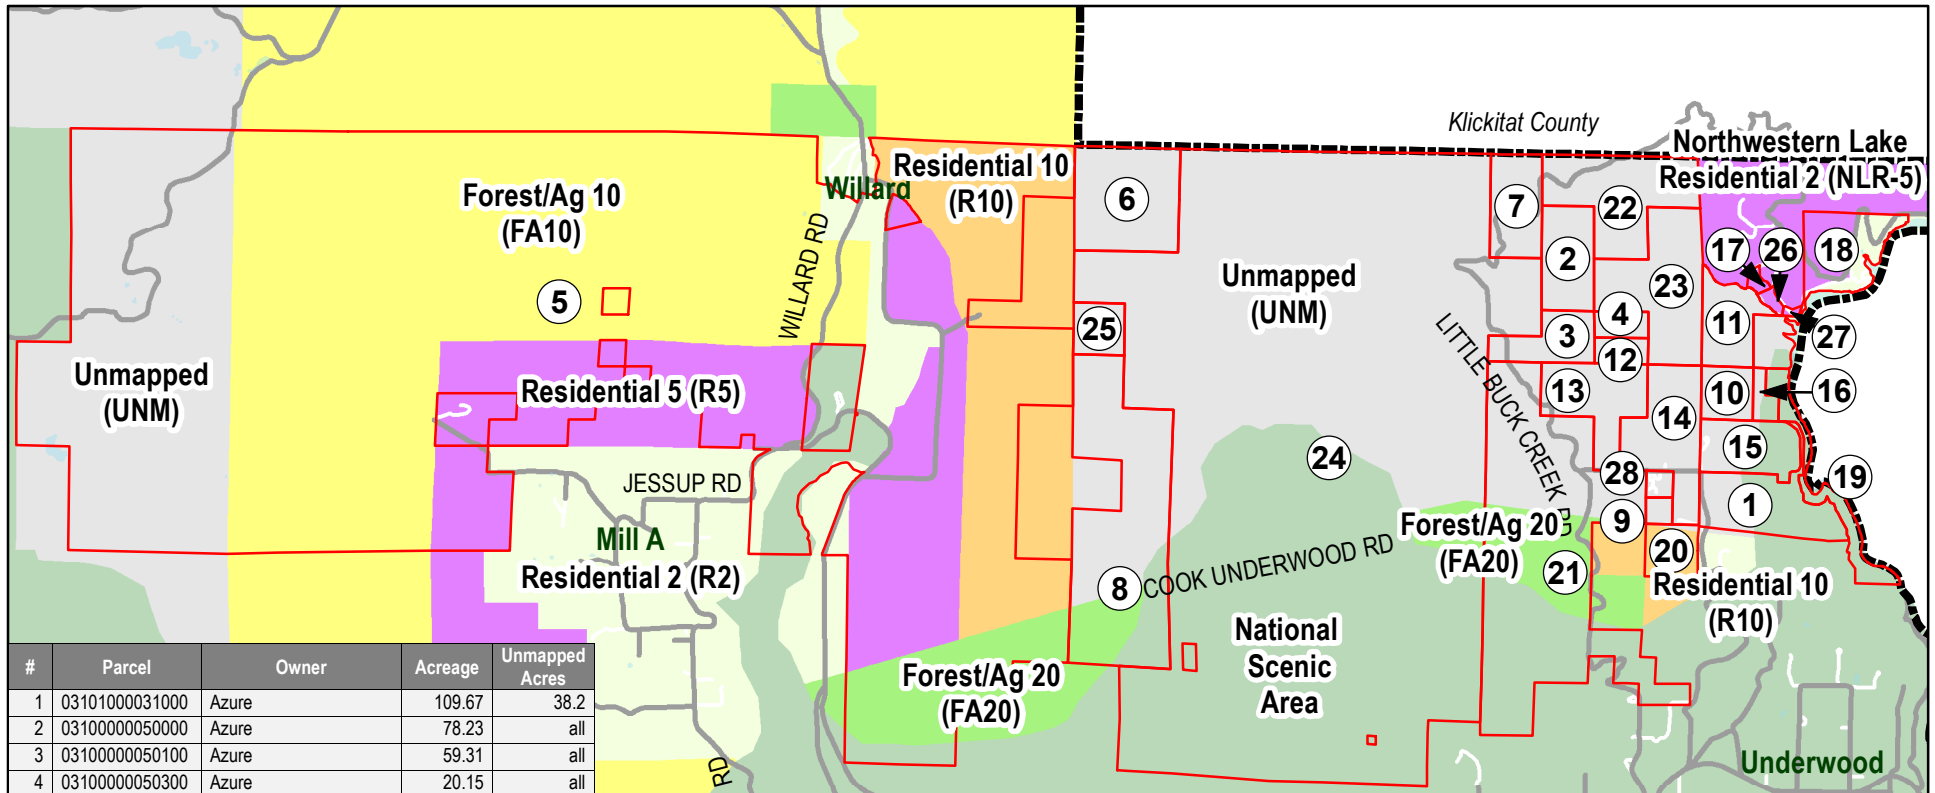 Klickitat County
Northwestern Lake
Residential 2 (NLR-5)
Residential 10
(R10)
Willard
Forest/Ag 10
(FA10)
WILLARD RD
6
7
22
2
17
26
18
23
Unmapped
(UNM)
5
25
4
3
11
27
12
LITTLE BUCK CREEK RD
Unmapped
(UNM)
Residential 5 (R5)
13
10
16
14
15
24
JESSUP RD
28
19
1
9
Forest/Ag 20
(FA20)
Mill A
Residential 2 (R2)
COOK UNDERWOOD RD
8
21
20
Residential 10
(R10)
National
Scenic
Area
Forest/Ag 20
(FA20)
RD
Underwood
# Parcel Owner Acreage Unmapped Acres
1 03101000031000 Azure 109.67 38.2
2 03100000050000 Azure 78.23 all
3 03100000050100 Azure 59.31 all
4 03100000050300 Azure 20.15 all